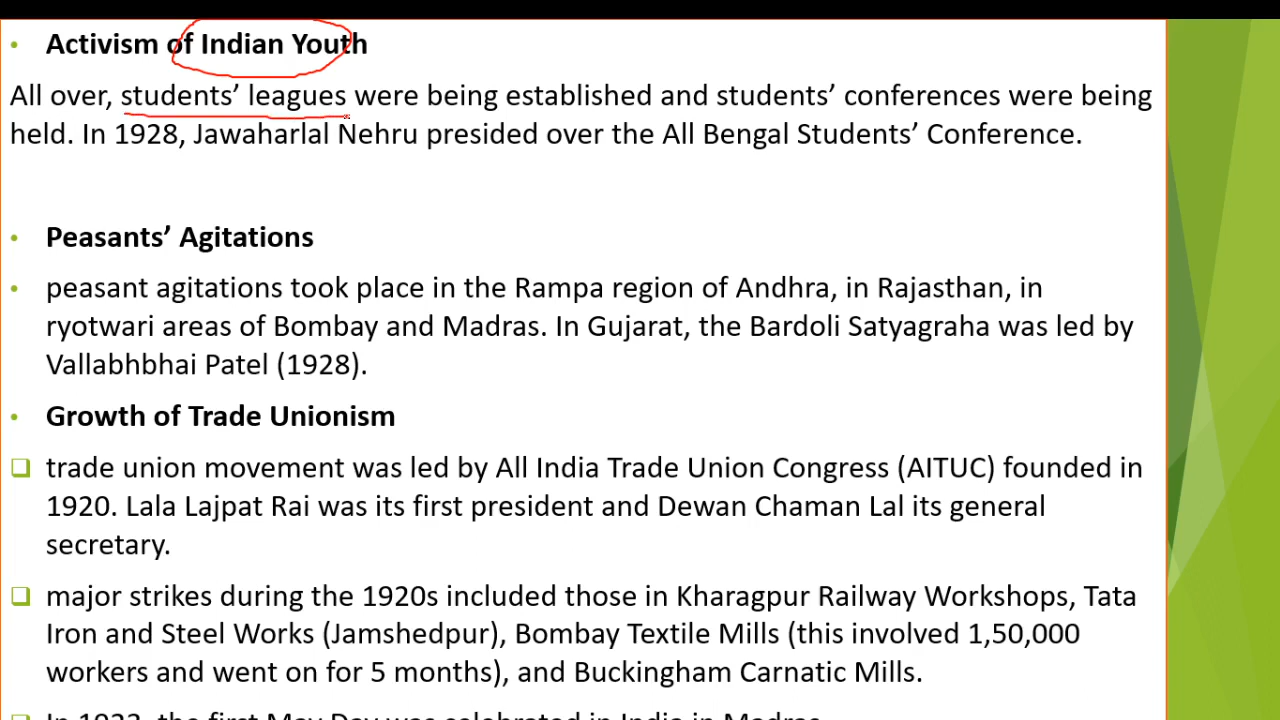 • Activism of Indian Youth
All over, students’ leagues were being established and students’ conferences were being
held. In 1928, Jawaharlal Nehru presided over the All Bengal Students’ Conference.
• Peasants’ Agitations
• peasant agitations took place in the Rampa region of Andhra, in Rajasthan, in
ryotwari areas of Bombay and Madras. In Gujarat, the Bardoli Satyagraha was led by
Vallabhbhai Patel (1928).
• Growth of Trade Unionism
❑ trade union movement was led by All India Trade Union Congress (AITUC) founded in
1920. Lala Lajpat Rai was its first president and Dewan Chaman Lal its general
secretary.
❑ major strikes during the 1920s included those in Kharagpur Railway Workshops, Tata
Iron and Steel Works (Jamshedpur), Bombay Textile Mills (this involved 1,50,000
workers and went on for 5 months), and Buckingham Carnatic Mills.
❑ In 1923, the first May Day was celebrated in India in Madras.